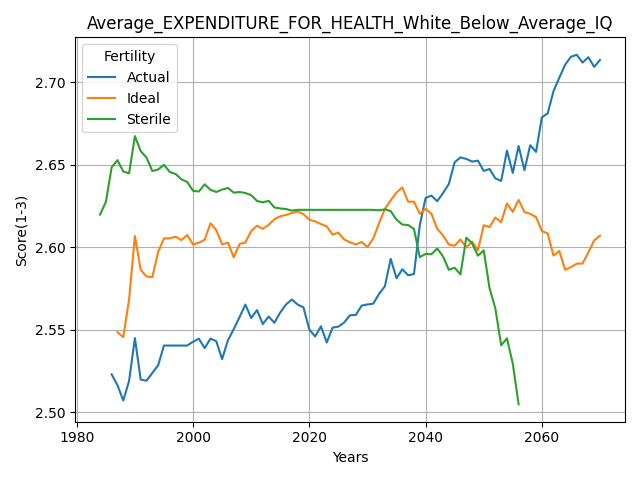 Average_EXPENDITURE_FOR_HEALTH_White_Below_Average_IQ
Fertility
Actual
Ideal
Sterile
Score(1-3)
2.70
2.65
2.60
2.55
2.50
1980
2000
2020
2040
2060
Years